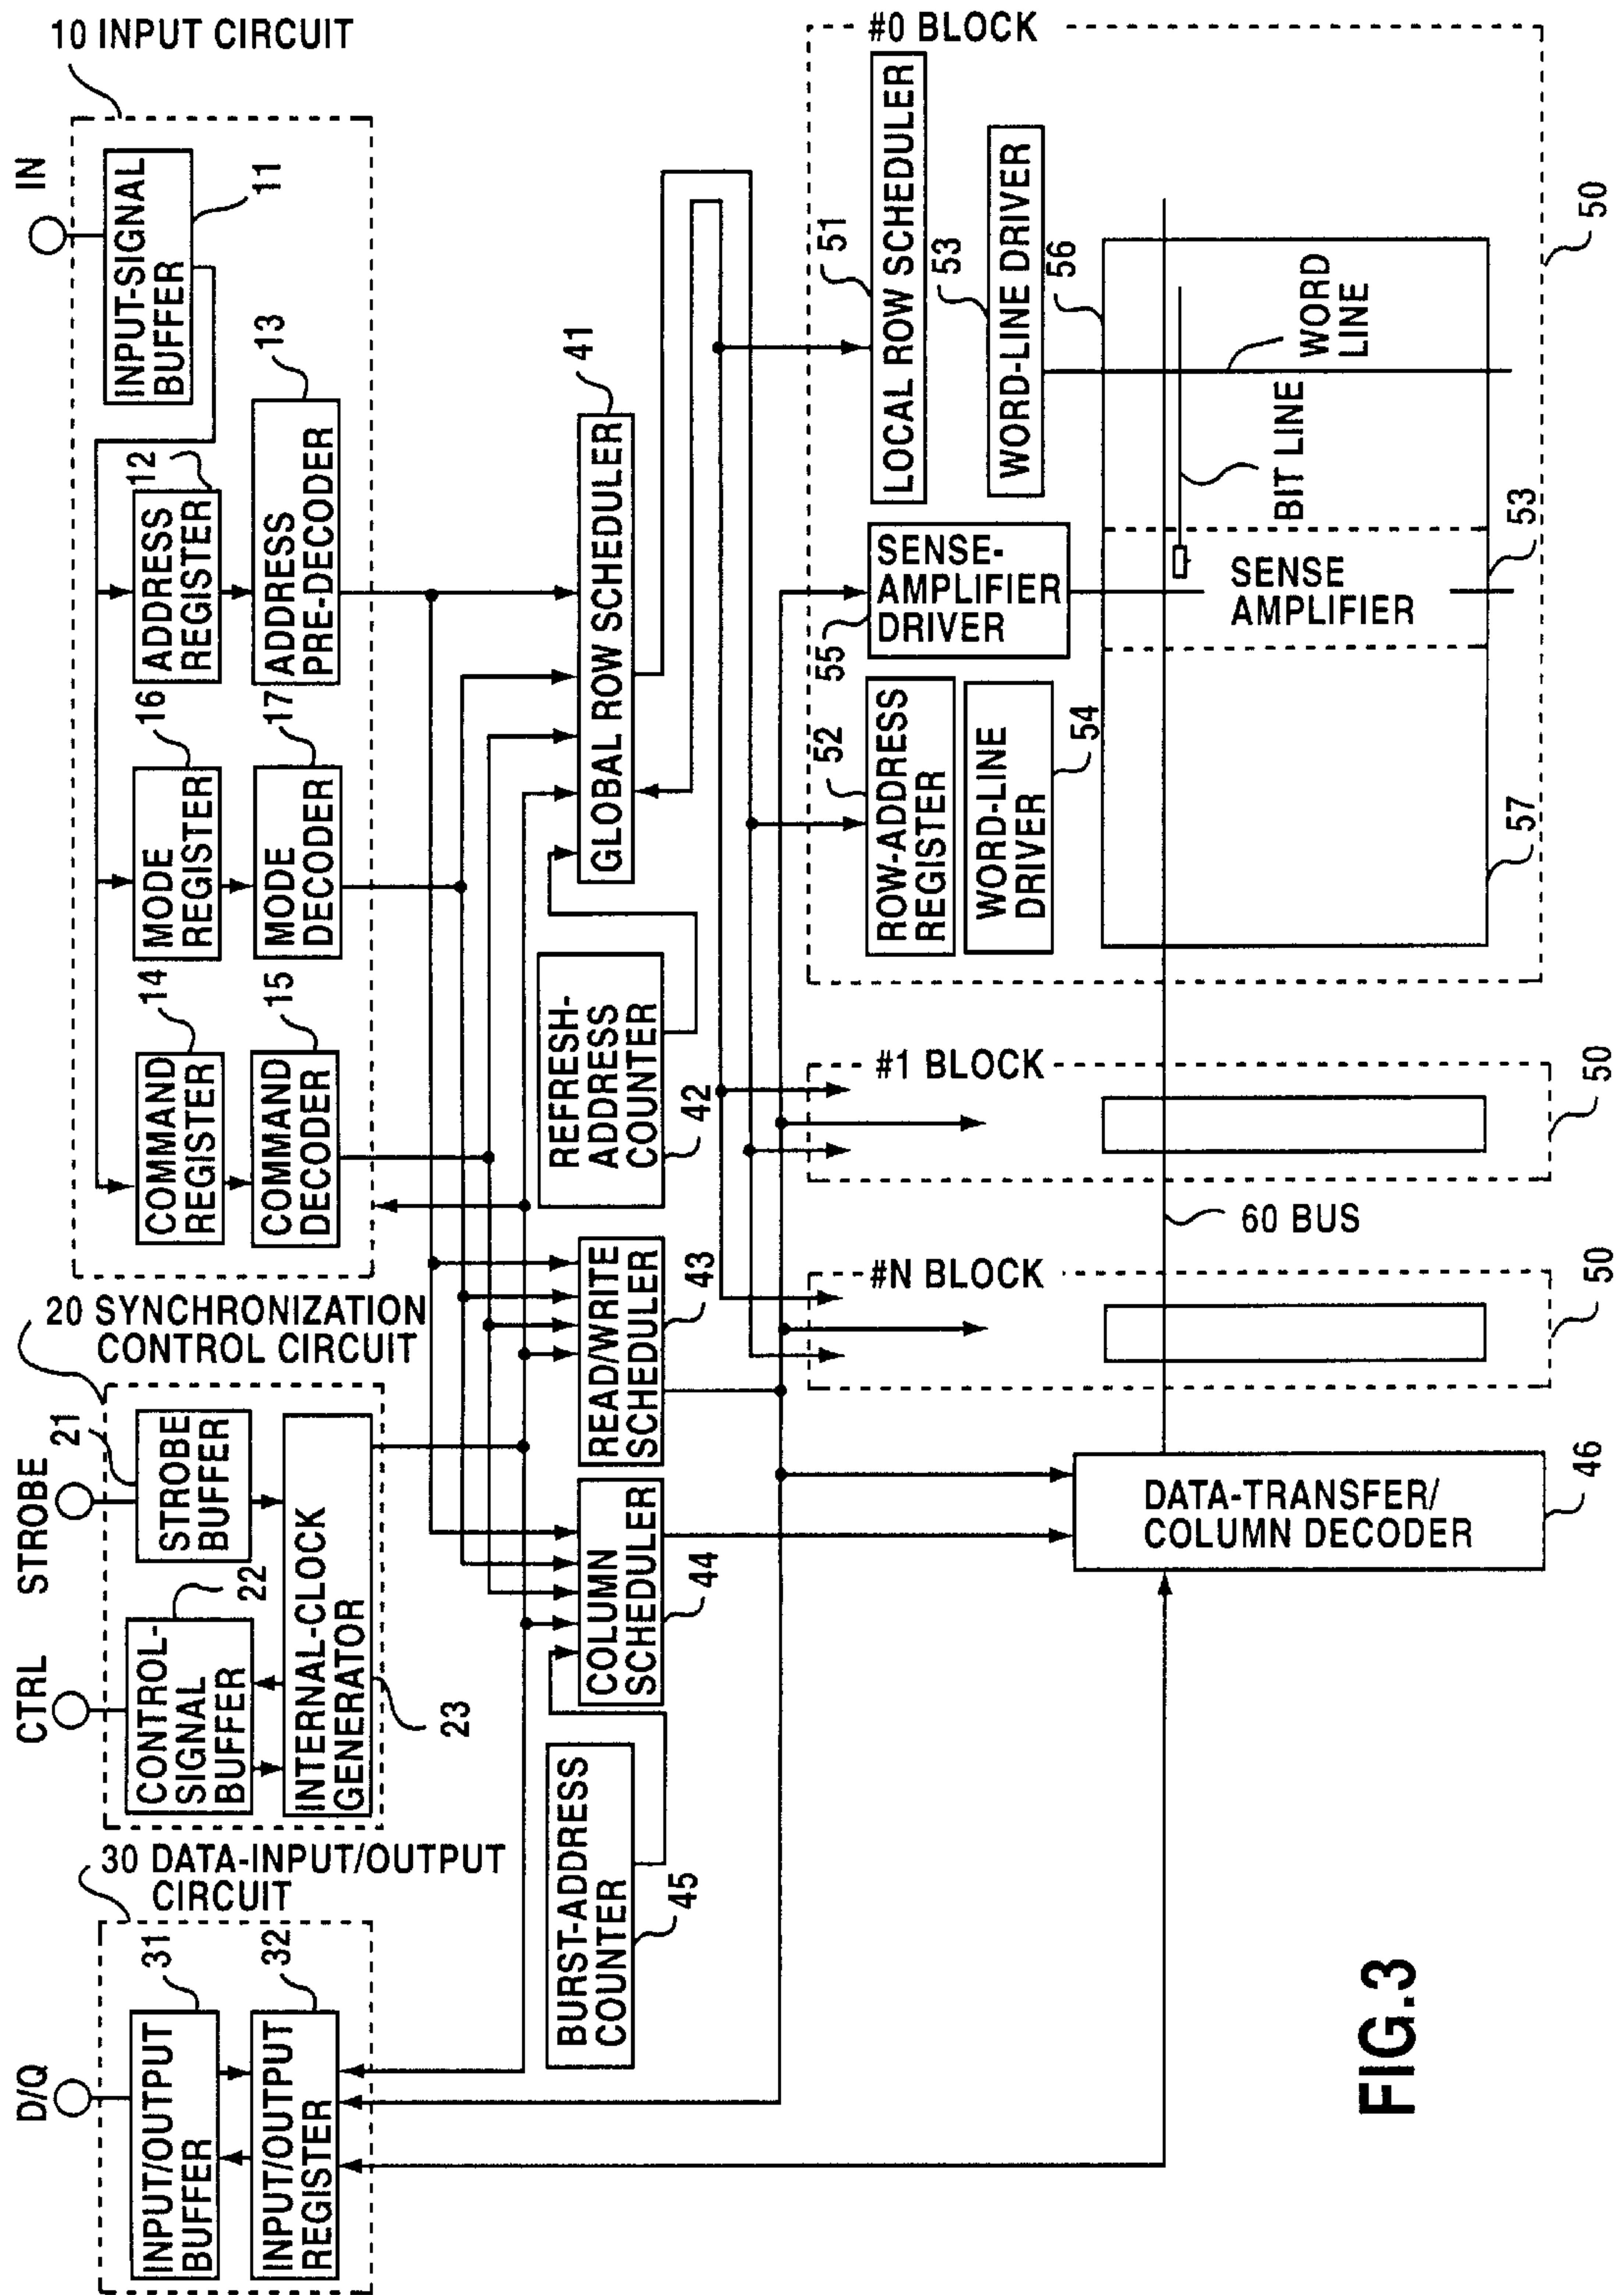 D/Q
STROBE
CTRL
IN
30 DATA-INPUT/OUTPUT
CIRCUIT
INPUT/OUTPUT
BUFFER
31
INPUT/OUTPUT
REGISTER
32
20 SYNCHRONIZATION
CONTROL CIRCUIT
CONTROL-
SIGNAL
BUFFER
22
STROBE
BUFFER
21
INTERNAL-CLOCK
GENERATOR
23
10 INPUT CIRCUIT
INPUT-SIGNAL
BUFFER
11
COMMAND
REGISTER
14
MODE
REGISTER
16
ADDRESS
REGISTER
12
COMMAND
DECODER
15
MODE
DECODER
17
ADDRESS
PRE-DECODER
13
BURST-ADDRESS
COUNTER
45
COLUMN
SCHEDULER
44
READ/WRITE
SCHEDULER
43
REFRESH-
ADDRESS
COUNTER
42
GLOBAL ROW SCHEDULER
41
#N BLOCK
50
#1 BLOCK
50
#0 BLOCK
50
ROW-ADDRESS
REGISTER
52
SENSE-
AMPLIFIER
DRIVER
55
LOCAL ROW SCHEDULER
51
WORD-LINE
DRIVER
54
WORD-LINE DRIVER
53
56
57
SENSE
AMPLIFIER
53
BIT LINE
WORD
LINE
60 BUS
DATA-TRANSFER/
COLUMN DECODER
46
FIG.3